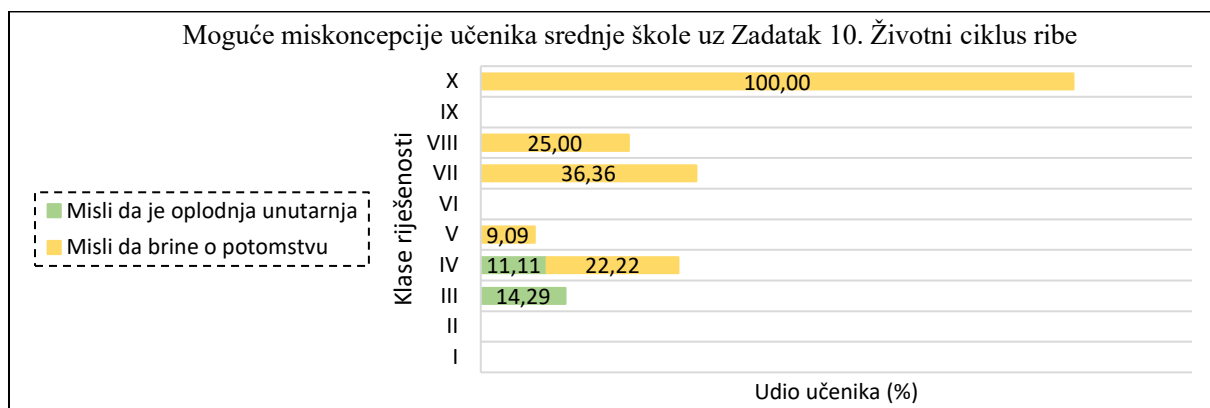 Moguće miskoncepcije učenika srednje škole uz Zadatak 10. Životni ciklus ribe
Misli da je oplodnja unutarnja
Misli da brine o potomstvu
Klase riješenosti
X
100,00
IX
VIII
25,00
VII
36,36
VI
V
9,09
IV
11,11 22,22
III
14,29
II
I
Udio učenika (%)